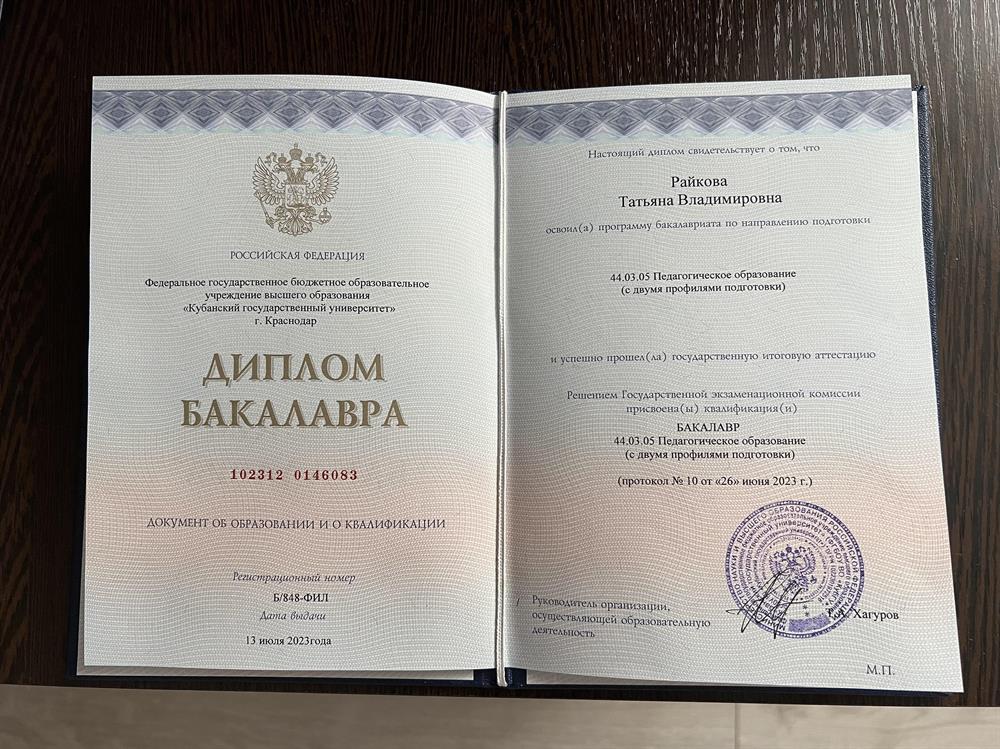 РОССИЙСКАЯ ФЕДЕРАЦИЯ
Федеральное государственное бюджетное образовательное
учреждение высшего образования
«Кубанский государственный университет»
г. Краснодар
ДИПЛОМ
БАКАЛАВРА
102312 0146083
ДОКУМЕНТ ОБ ОБРАЗОВАНИИ И О КВАЛИФИКАЦИИ
Регистрационный номер
Б/848-ФИЛ
Дата выдачи
13 июля 2023года
Настоящий диплом свидетельствует о том, что
Райкова
Татьяна Владимировна
освоил(а) программу бакалавриата по направлению подготовки
44.03.05 Педагогическое образование
(с двумя профилями подготовки)
и успешно прошел(ла) государственную итоговую аттестацию
Решением Государственной экзаменационной комиссии
присвоена(ы) квалификация(и)
БАКАЛАВР
44.03.05 Педагогическое образование
(с двумя профилями подготовки)
(протокол № 10 от «26» июня 2023 г.)
Руководитель организации,
осуществляющей образовательную
деятельность
Хагуров
М.П.